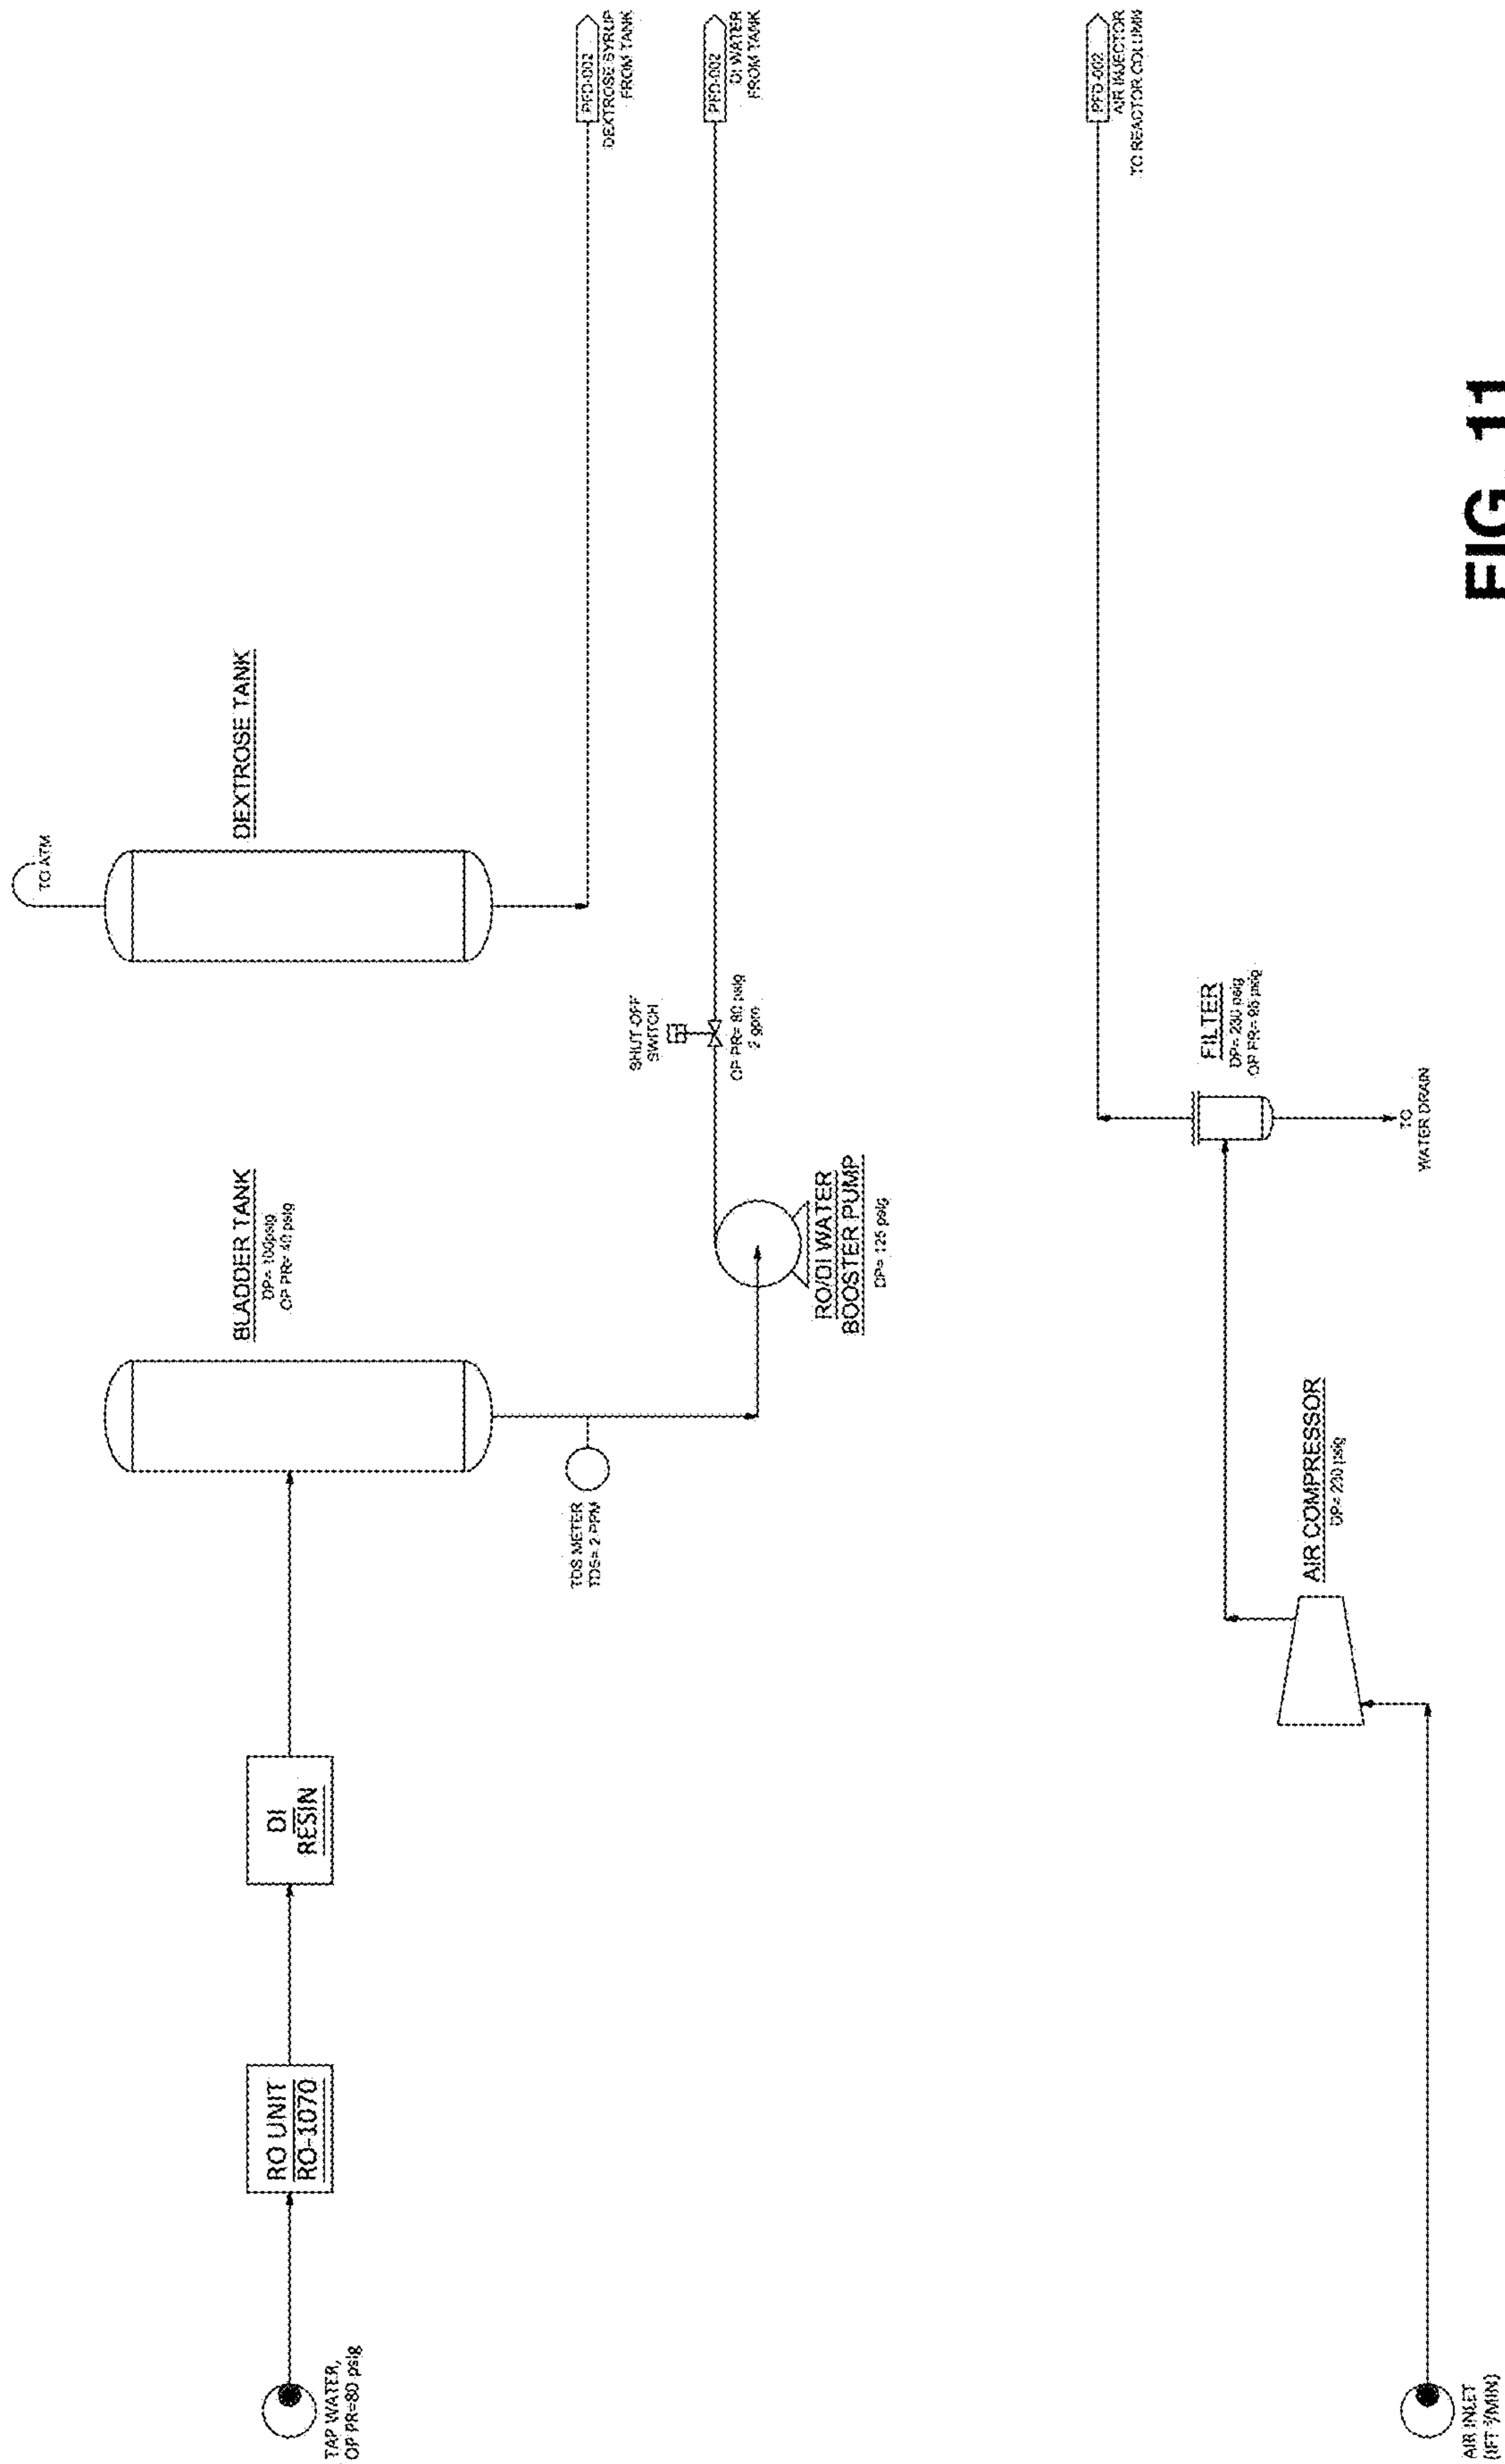 TO ATM
DEXTROSE TANK
PFD-002
DEXTROSE SYRUP
FROM TANK
BLADDER TANK
DP= 100psig
OP PR= 40 psig
TAP WATER,
OP PR=80 psig
RO UNIT
RO-1070
DI
RESIN
TDS METER
TDS= 2 PPM
SHUT-OFF
SWITCH
OP PR= 80 psig
2 gpm
PFD-002
DI WATER
FROM TANK
RO/DI WATER
BOOSTER PUMP
DP= 125 psig
PFD-002
AIR INJECTOR
TO REACTOR COLUMN
FILTER
DP= 230 psig
OP PR= 95 psig
TO
WATER DRAIN
AIR COMPRESSOR
DP= 230 psig
AIR INLET
FIG. 11